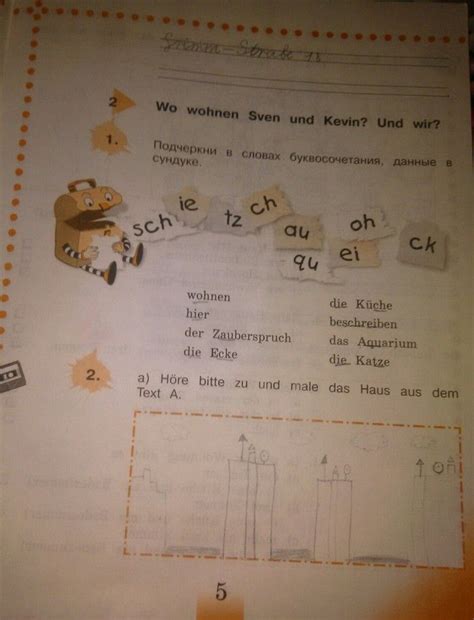 Straße 18
2 Wo wohnen Sven und Kevin? Und wir?
1. Подчеркни в словах буквосочетания, данные в
сундуке.
sch ie tz ch au qu oh ei ck
wohnen
hier
der Zauberspruch
die Ecke
die Küche
beschreiben
das Aquarium
die Katze
2. a) Höre bitte zu und male das Haus aus dem
Text A.
5